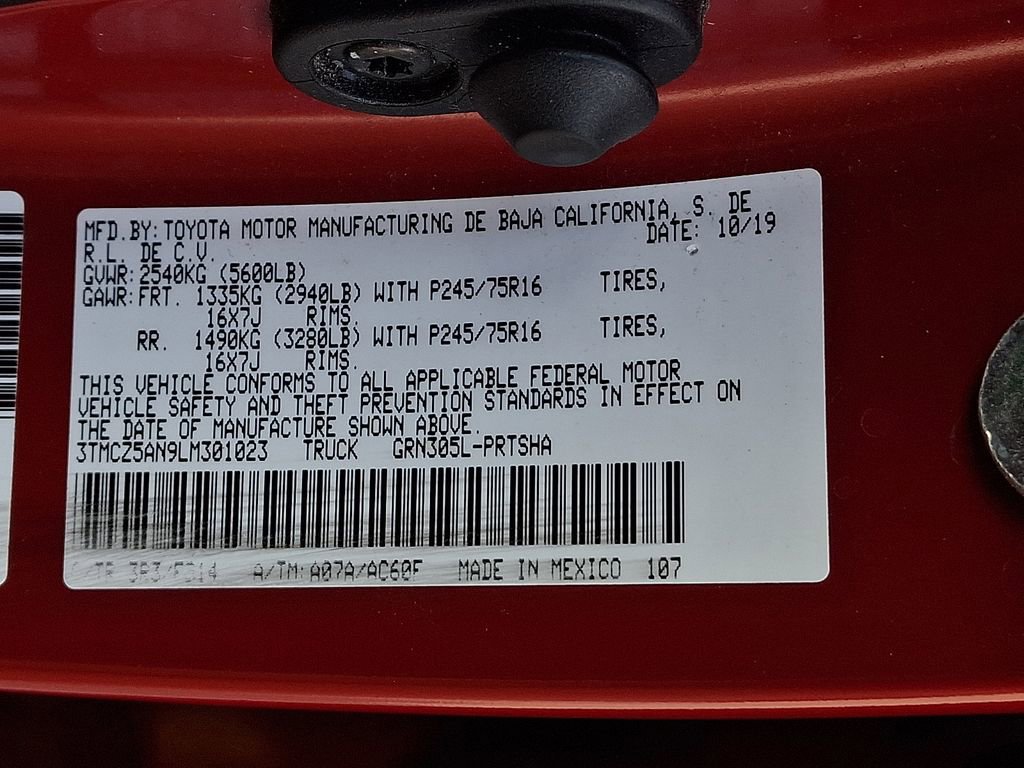 MFD.BY: TOYOTA MOTOR MANUFACTURING DE BAJA CALIFORNIA, S. DE
R.L. DE C.V. DATE: 10/19
GVWR: 2540KG (5600LB)
GAWR: FRT. 1335KG (2940LB) WITH P245/75R16 TIRES,
16X7J RIMS.
RR. 1490KG (3280LB) WITH P245/75R16 TIRES,
16X7J RIMS.
THIS VEHICLE CONFORMS TO ALL APPLICABLE FEDERAL MOTOR
VEHICLE SAFETY AND THEFT PREVENTION STANDARDS IN EFFECT ON
THE DATE OF MANUFACTURE SHOWN ABOVE.
3TMCZ5AN9LM301023 TRUCK GRN305L-PRTSHA
A/TM: A07A/AC60F MADE IN MEXICO 107